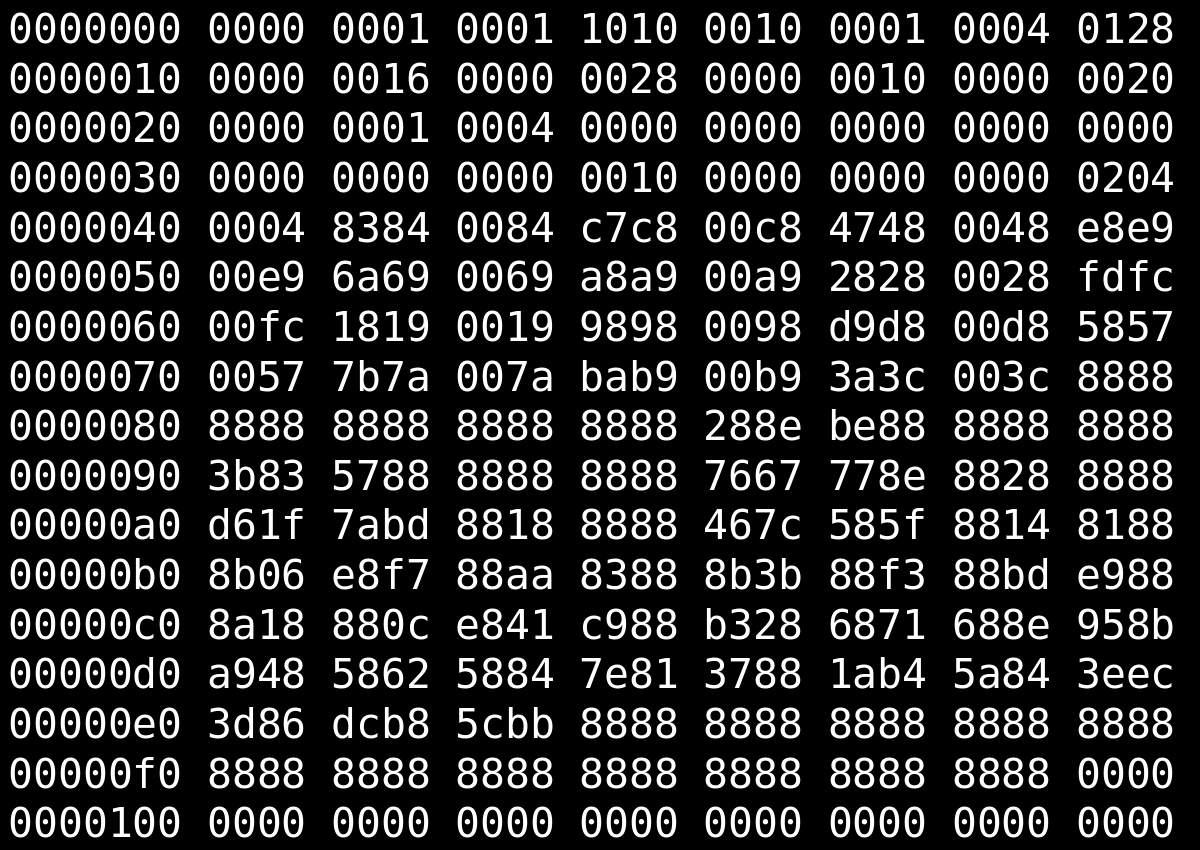 0000000 0000 0001 0001 1010 0010 0001 0004 0128
0000010 0000 0016 0000 0028 0000 0010 0000 0020
0000020 0000 0001 0004 0000 0000 0000 0000 0000
0000030 0000 0000 0000 0010 0000 0000 0000 0204
0000040 0004 8384 0084 c7c8 00c8 4748 0048 e8e9
0000050 00e9 6a69 0069 a8a9 00a9 2828 0028 fdfc
0000060 00fc 1819 0019 9898 0098 d9d8 00d8 5857
0000070 0057 7b7a 007a bab9 00b9 3a3c 003c 8888
0000080 8888 8888 8888 8888 288e be88 8888 8888
0000090 3b83 5788 8888 8888 7667 778e 8828 8888
00000a0 d61f 7abd 8818 8888 467c 585f 8814 8188
00000b0 8b06 e8f7 88aa 8388 8b3b 88f3 88bd e988
00000c0 8a18 880c e841 c988 b328 6871 688e 958b
00000d0 a948 5862 5884 7e81 3788 1ab4 5a84 3eec
00000e0 3d86 dcb8 5cbb 8888 8888 8888 8888 8888
00000f0 8888 8888 8888 8888 8888 8888 8888 0000
0000100 0000 0000 0000 0000 0000 0000 0000 0000